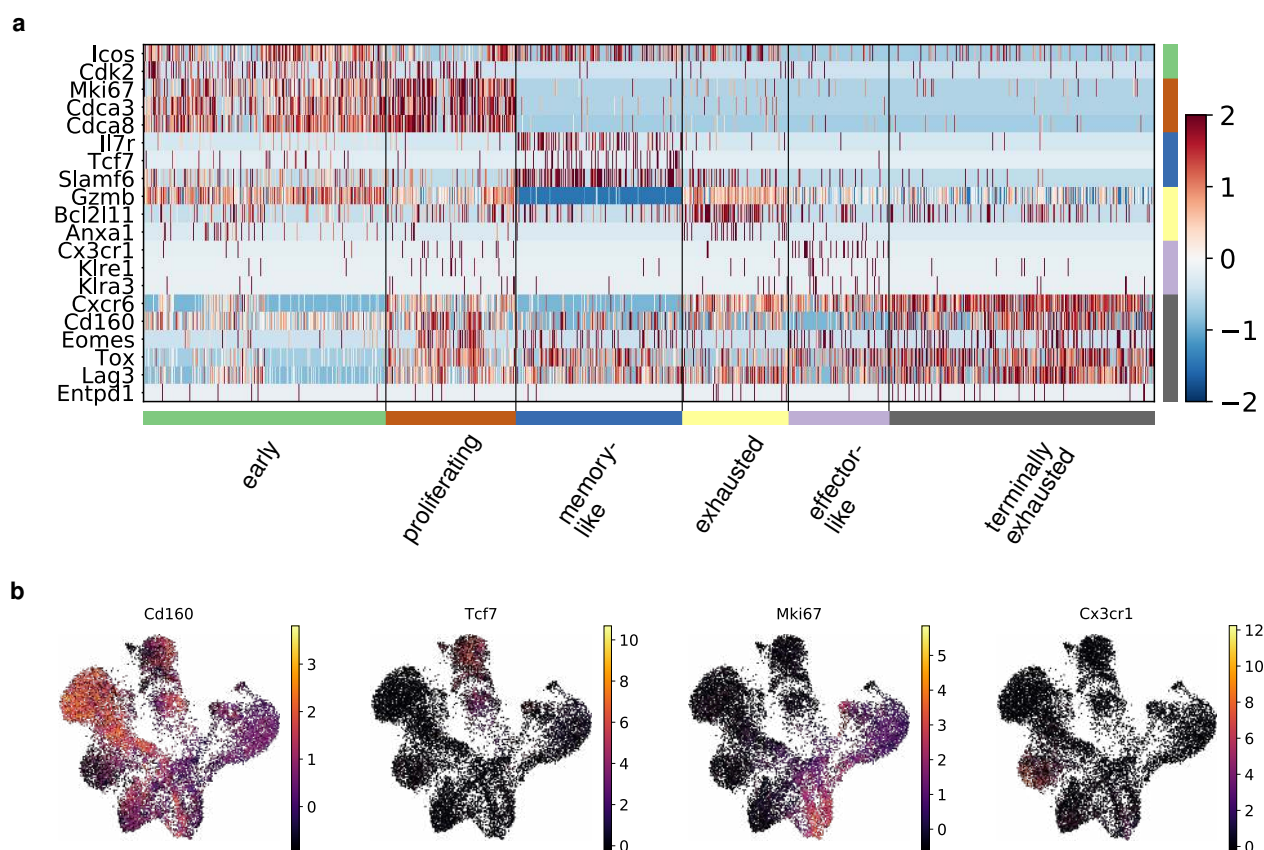 a
Icos
Cdk2
Mki67
Cdca3
Cdca8
Il7r
Tcf7
Slamf6
Gzmb
Bcl2l11
Anxa1
Cx3cr1
Klre1
Klra3
Cxcr6
Cd160
Eomes
Tox
Lag3
Entpd1
2
1
0
−1
−2
early
proliferating
memory-
like
exhausted
effector-
like
terminally
exhausted
b
Cd160
3
2
1
0
Tcf7
10
8
6
4
2
0
Mki67
5
4
3
2
1
0
Cx3cr1
12
10
8
6
4
2
0